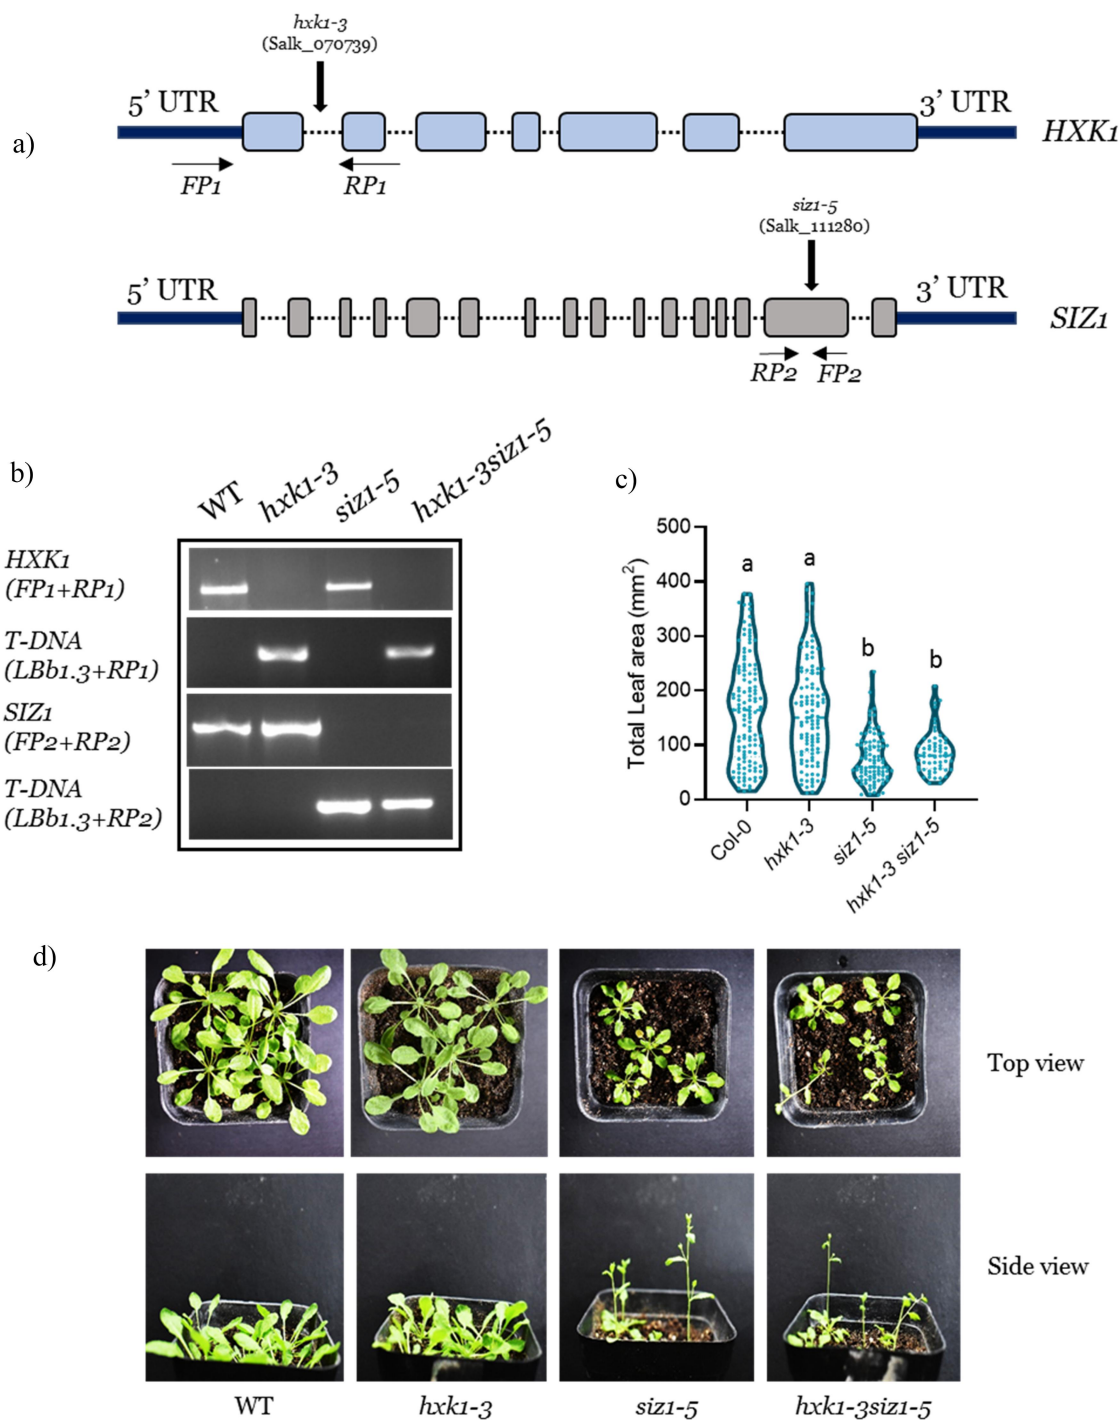 a)
hxk1-3
(Salk_070739)
5’ UTR
3’ UTR
HXK1
FP1
RP1
siz1-5
(Salk_111280)
5’ UTR
3’ UTR
SIZ1
RP2
FP2
b)
WT
hxk1-3
siz1-5
hxk1-3siz1-5
HXK1
(FP1+RP1)
T-DNA
(LBb1.3+RP1)
SIZ1
(FP2+RP2)
T-DNA
(LBb1.3+RP2)
c)
Total Leaf area (mm²)
500
400
300
200
100
0
a
a
b
b
Col-0
hxk1-3
siz1-5
hxk1-3 siz1-5
d)
Top view
Side view
WT
hxk1-3
siz1-5
hxk1-3siz1-5